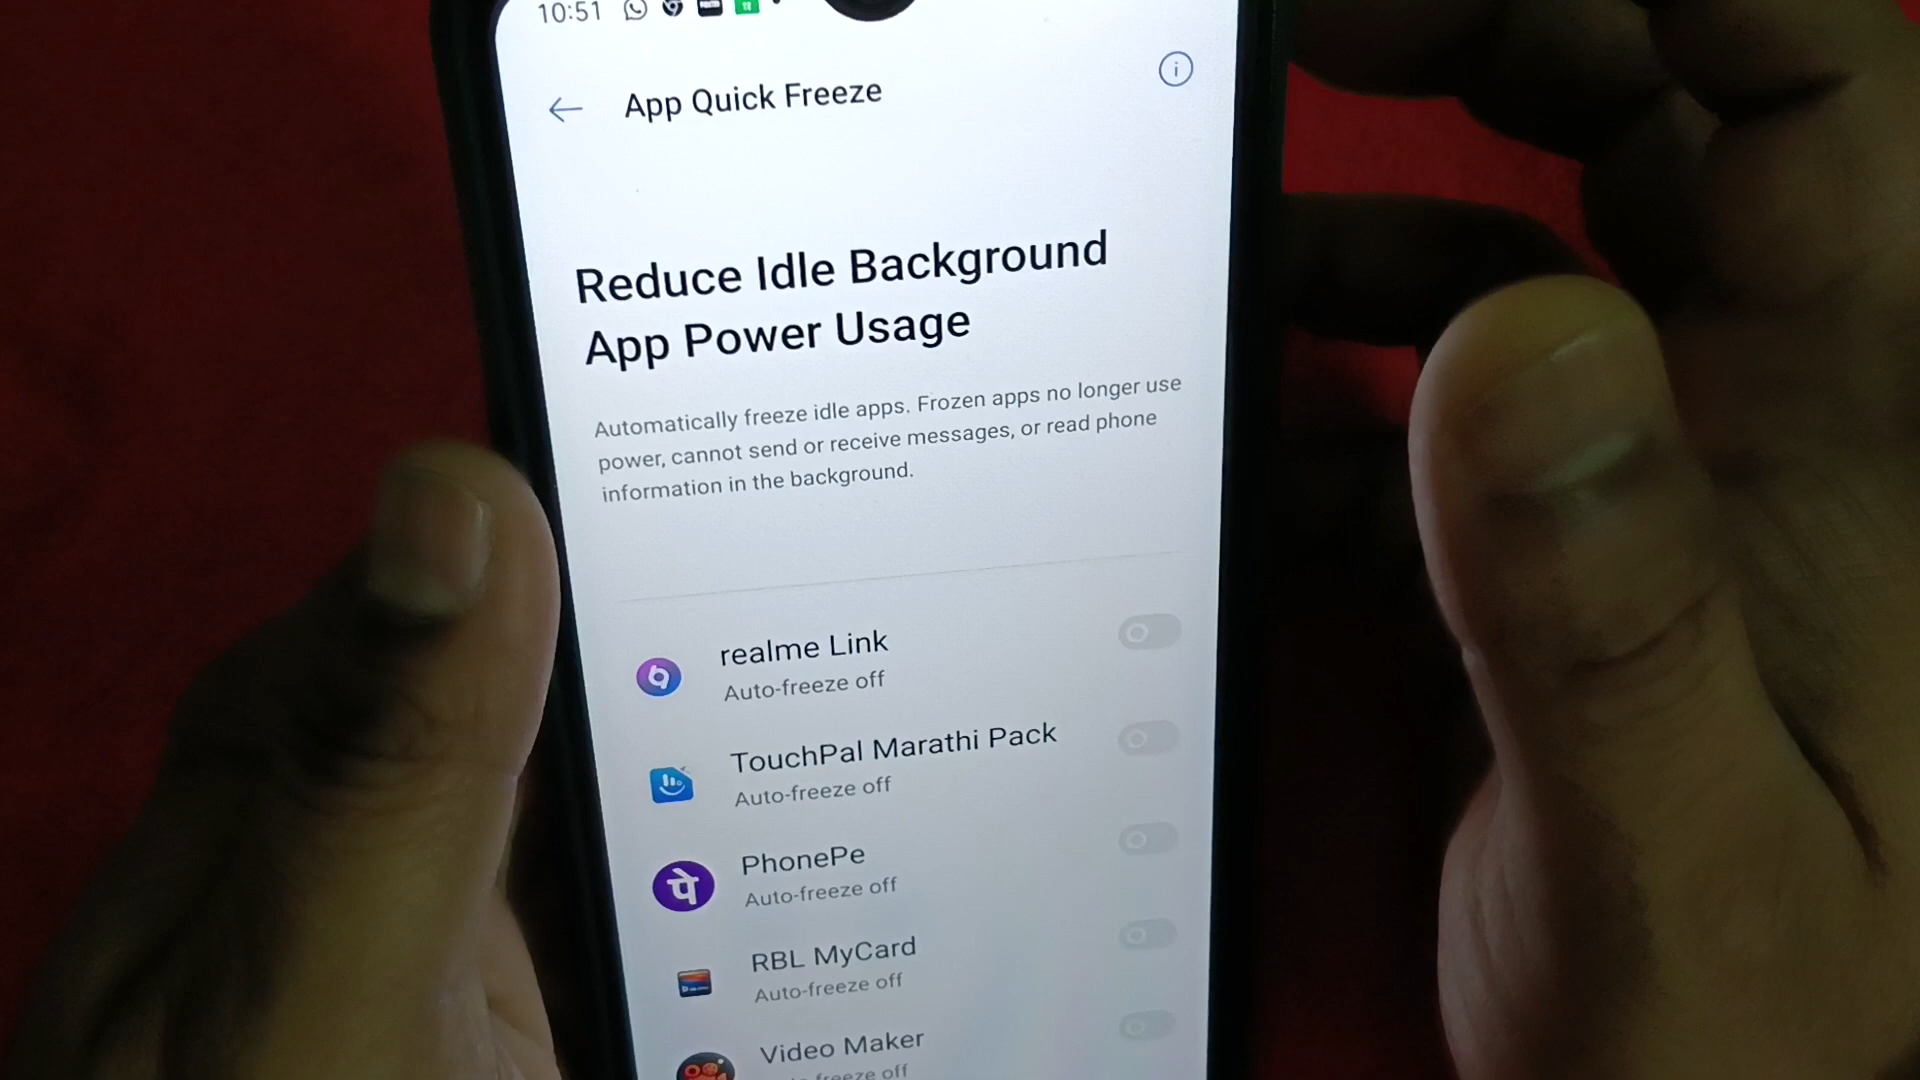 10:51
App Quick Freeze
Reduce Idle Background
App Power Usage
Automatically freeze idle apps. Frozen apps no longer use
power, cannot send or receive messages, or read phone
information in the background.
realme Link
Auto-freeze off
TouchPal Marathi Pack
Auto-freeze off
पे
PhonePe
Auto-freeze off
RBL MyCard
Auto-freeze off
Video Maker
freeze off